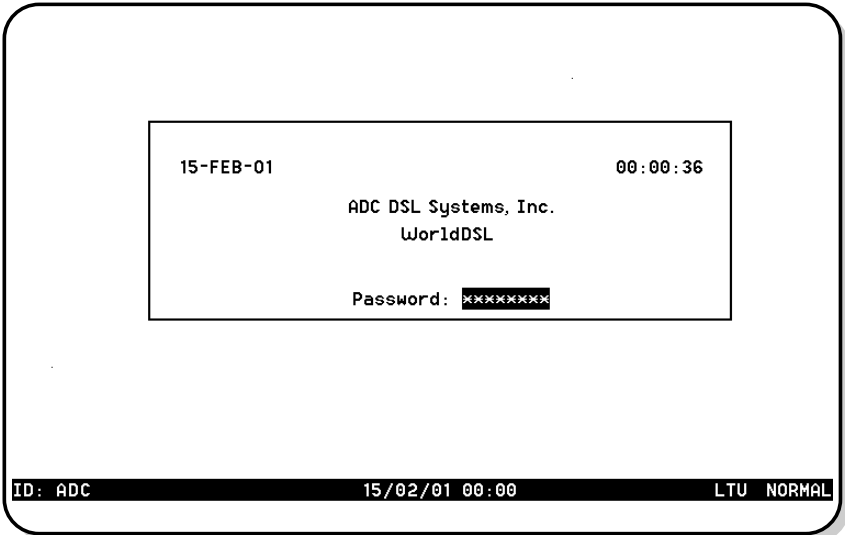 15-FEB-01 00:00:36
ADC DSL Systems, Inc.
WorldDSL
Password: ********
ID: ADC 15/02/01 00:00 LTU NORMAL